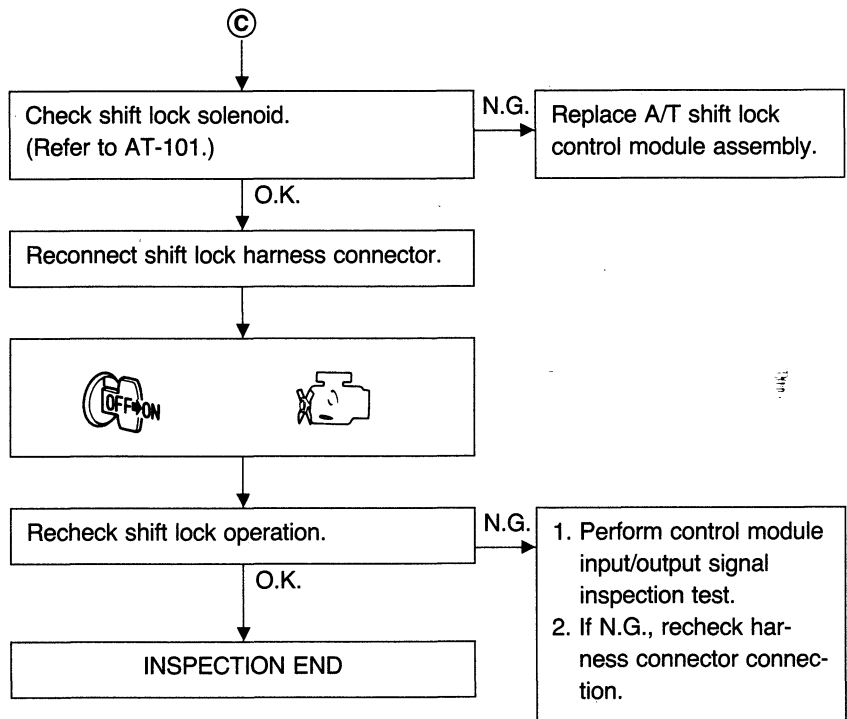 C
Check shift lock solenoid.
(Refer to AT-101.)
N.G.
Replace A/T shift lock
control module assembly.
O.K.
Reconnect shift lock harness connector.
OFF➡ON
Recheck shift lock operation.
N.G.
1. Perform control module
input/output signal
inspection test.
2. If N.G., recheck har-
ness connector connec-
tion.
O.K.
INSPECTION END